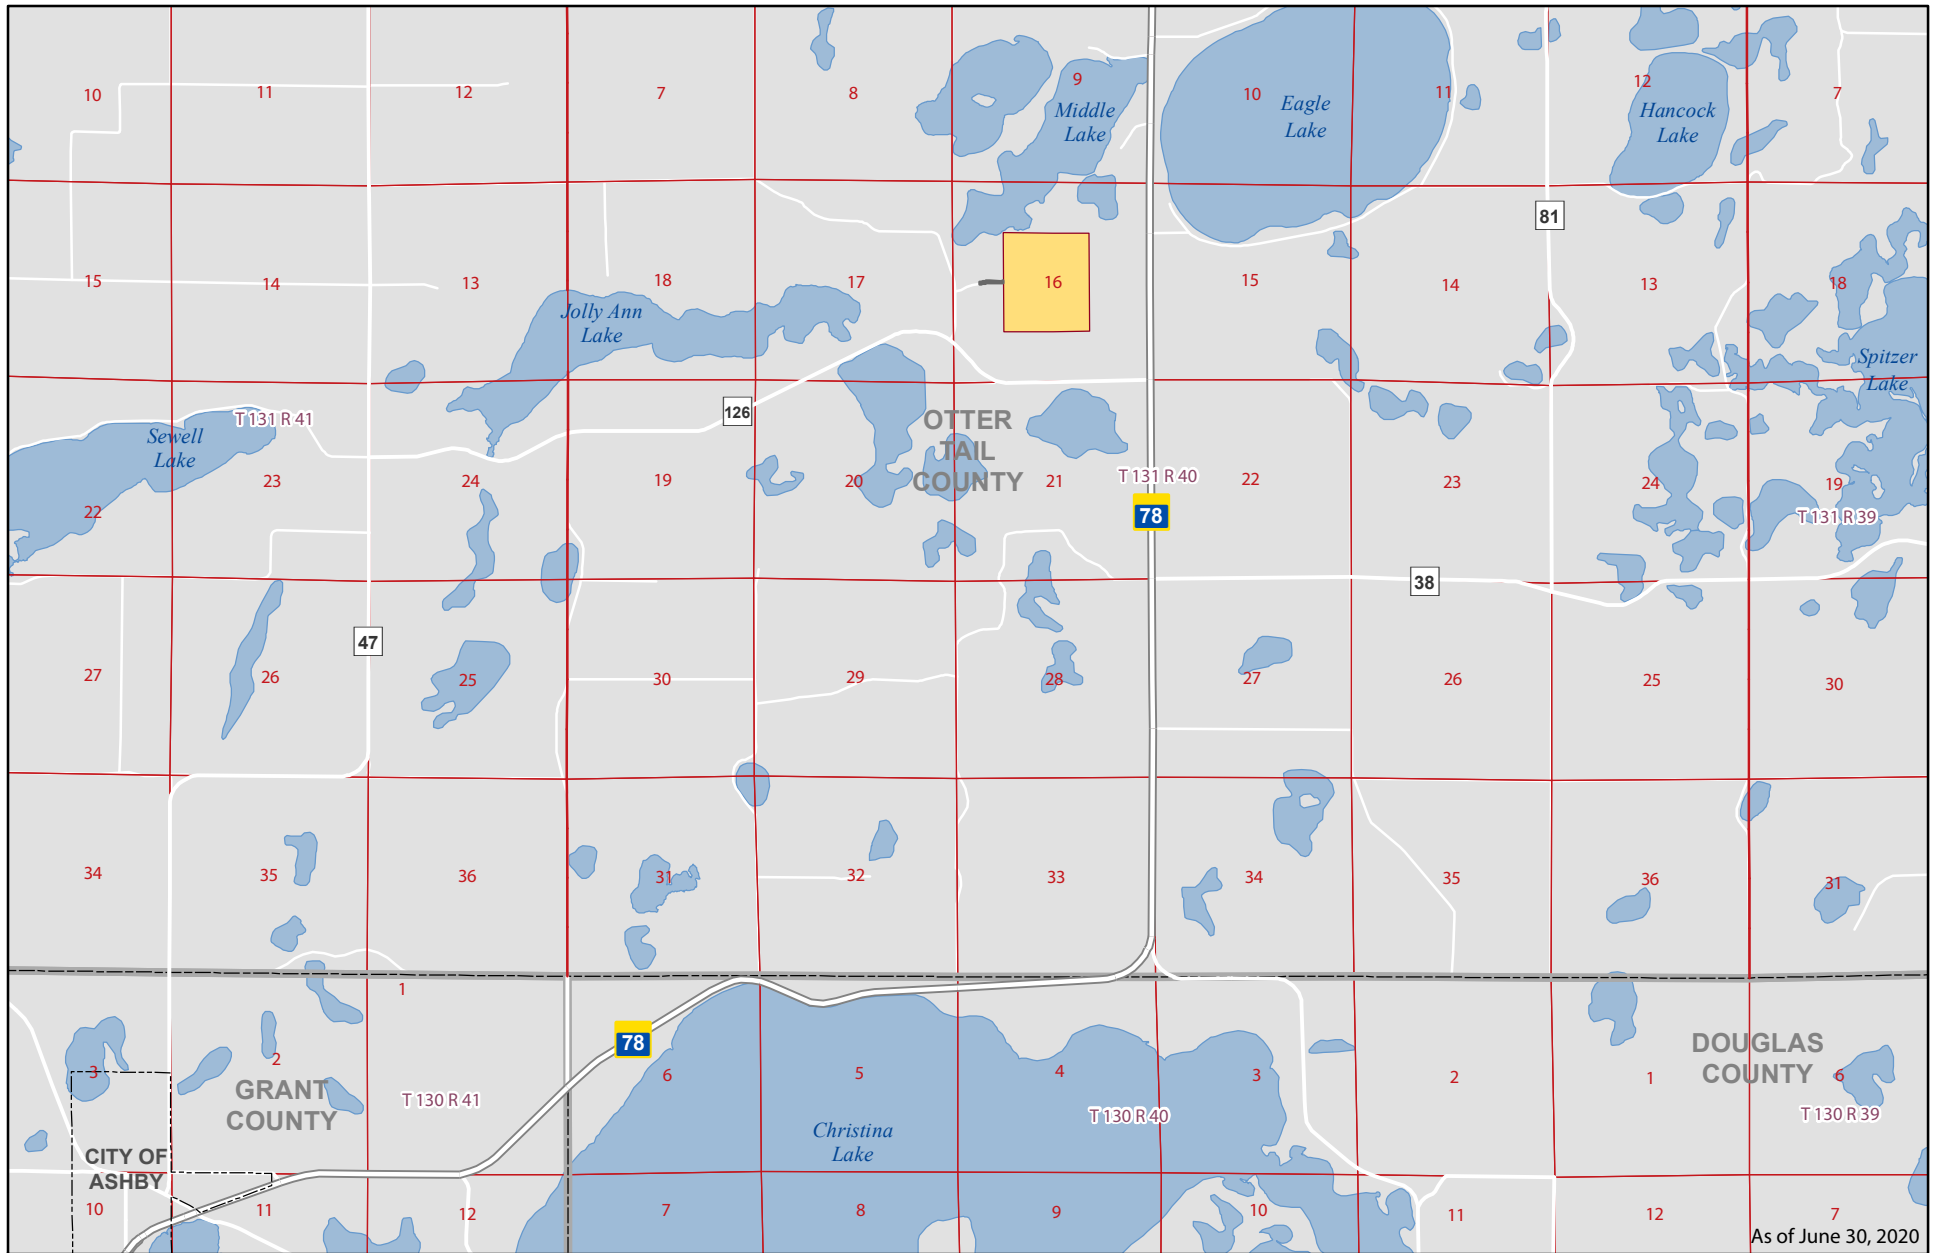 10
11
12
7
8
9
Middle
Lake
10
Eagle
Lake
11
12
Hancock
Lake
7
81
15
14
13
18
17
16
15
14
13
18
Jolly Ann
Lake
Spitzer
Lake
126
T 131 R 41
Sewell
Lake
OTTER
TAIL
COUNTY
22
23
24
19
20
21
T 131 R 40
78
22
23
24
19
T 131 R 39
38
47
27
26
25
30
29
28
27
26
25
30
34
35
36
31
32
33
34
35
36
31
1
78
3
2
GRANT
COUNTY
T 130 R 41
6
5
4
3
2
1
DOUGLAS
COUNTY
6
T 130 R 40
T 130 R 39
Christina
Lake
CITY OF
ASHBY
10
11
12
7
8
9
10
11
12
7
As of June 30, 2020